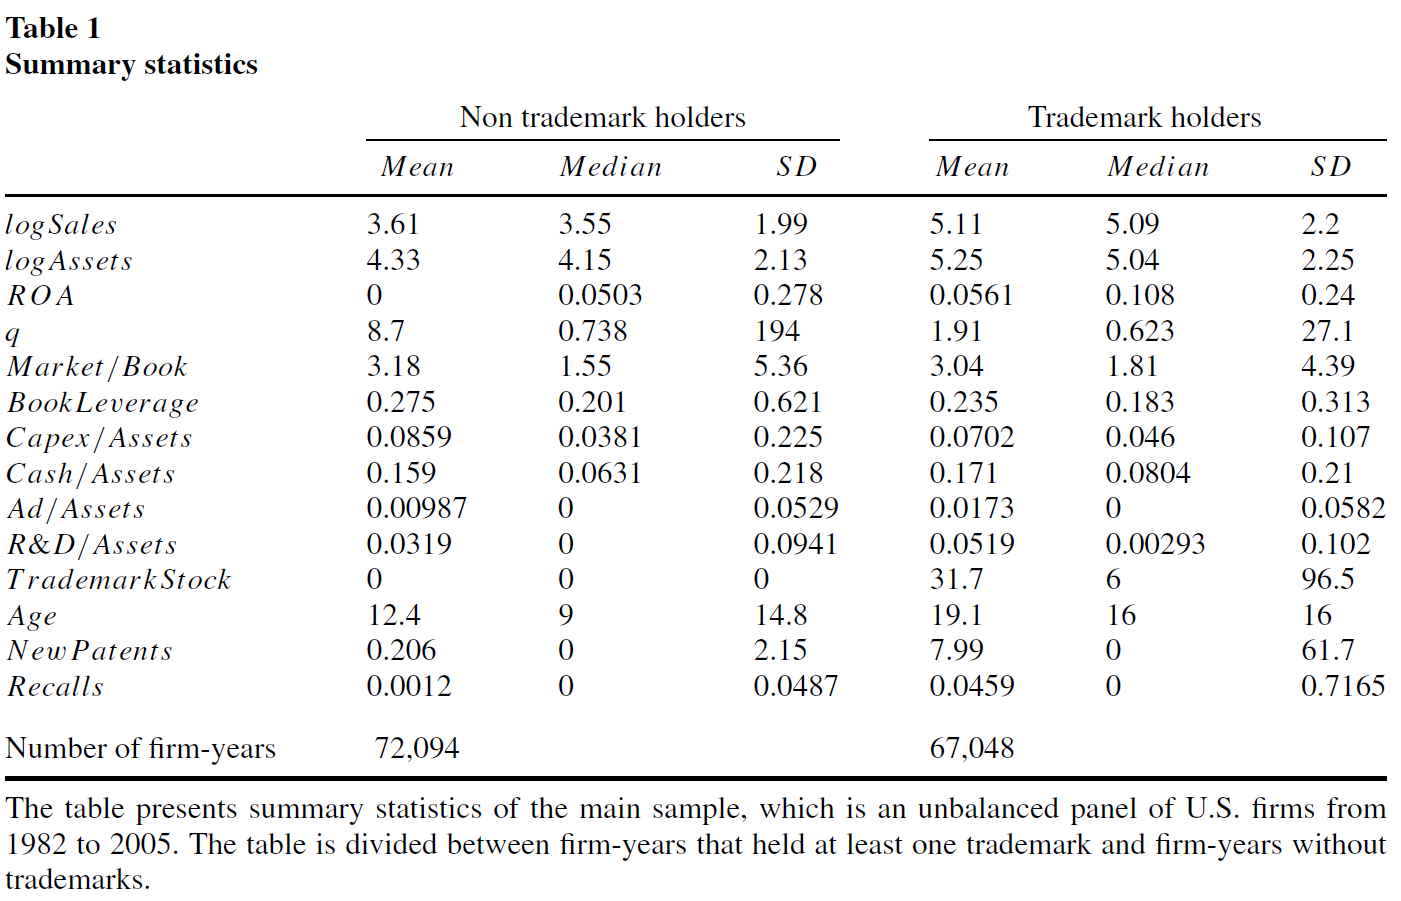 Table 1
Summary statistics
Non trademark holders Trademark holders
Mean Median SD Mean Median SD
logSales 3.61 3.55 1.99 5.11 5.09 2.2
logAssets 4.33 4.15 2.13 5.25 5.04 2.25
ROA 0 0.0503 0.278 0.0561 0.108 0.24
q 8.7 0.738 194 1.91 0.623 27.1
Market/Book 3.18 1.55 5.36 3.04 1.81 4.39
BookLeverage 0.275 0.201 0.621 0.235 0.183 0.313
Capex/Assets 0.0859 0.0381 0.225 0.0702 0.046 0.107
Cash/Assets 0.159 0.0631 0.218 0.171 0.0804 0.21
Ad/Assets 0.00987 0 0.0529 0.0173 0 0.0582
R&D/Assets 0.0319 0 0.0941 0.0519 0.00293 0.102
TrademarkStock 0 0 0 31.7 6 96.5
Age 12.4 9 14.8 19.1 16 16
NewPatents 0.206 0 2.15 7.99 0 61.7
Recalls 0.0012 0 0.0487 0.0459 0 0.7165
Number of firm-years 72,094 67,048
The table presents summary statistics of the main sample, which is an unbalanced panel of U.S. firms from
1982 to 2005. The table is divided between firm-years that held at least one trademark and firm-years without
trademarks.